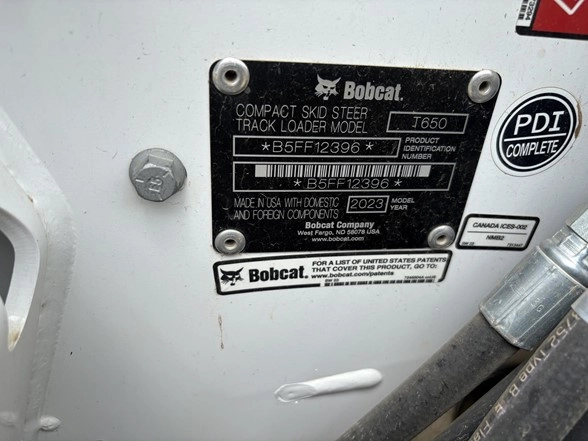 Bobcat.
COMPACT SKID STEER
TRACK LOADER MODEL T650
*B5FF12396*
PRODUCT
IDENTIFICATION
NUMBER
*B5FF12396*
MADE IN USA WITH DOMESTIC
AND FOREIGN COMPONENTS
2023 MODEL
YEAR
Bobcat Company
West Fargo, ND 58078 USA
www.bobcat.com
PDI
COMPLETE
CANADA ICES-002
NMB2
Bobcat.
FOR A LIST OF UNITED STATES PATENTS
THAT COVER THIS PRODUCT, GO TO:
www.bobcat.com/patents